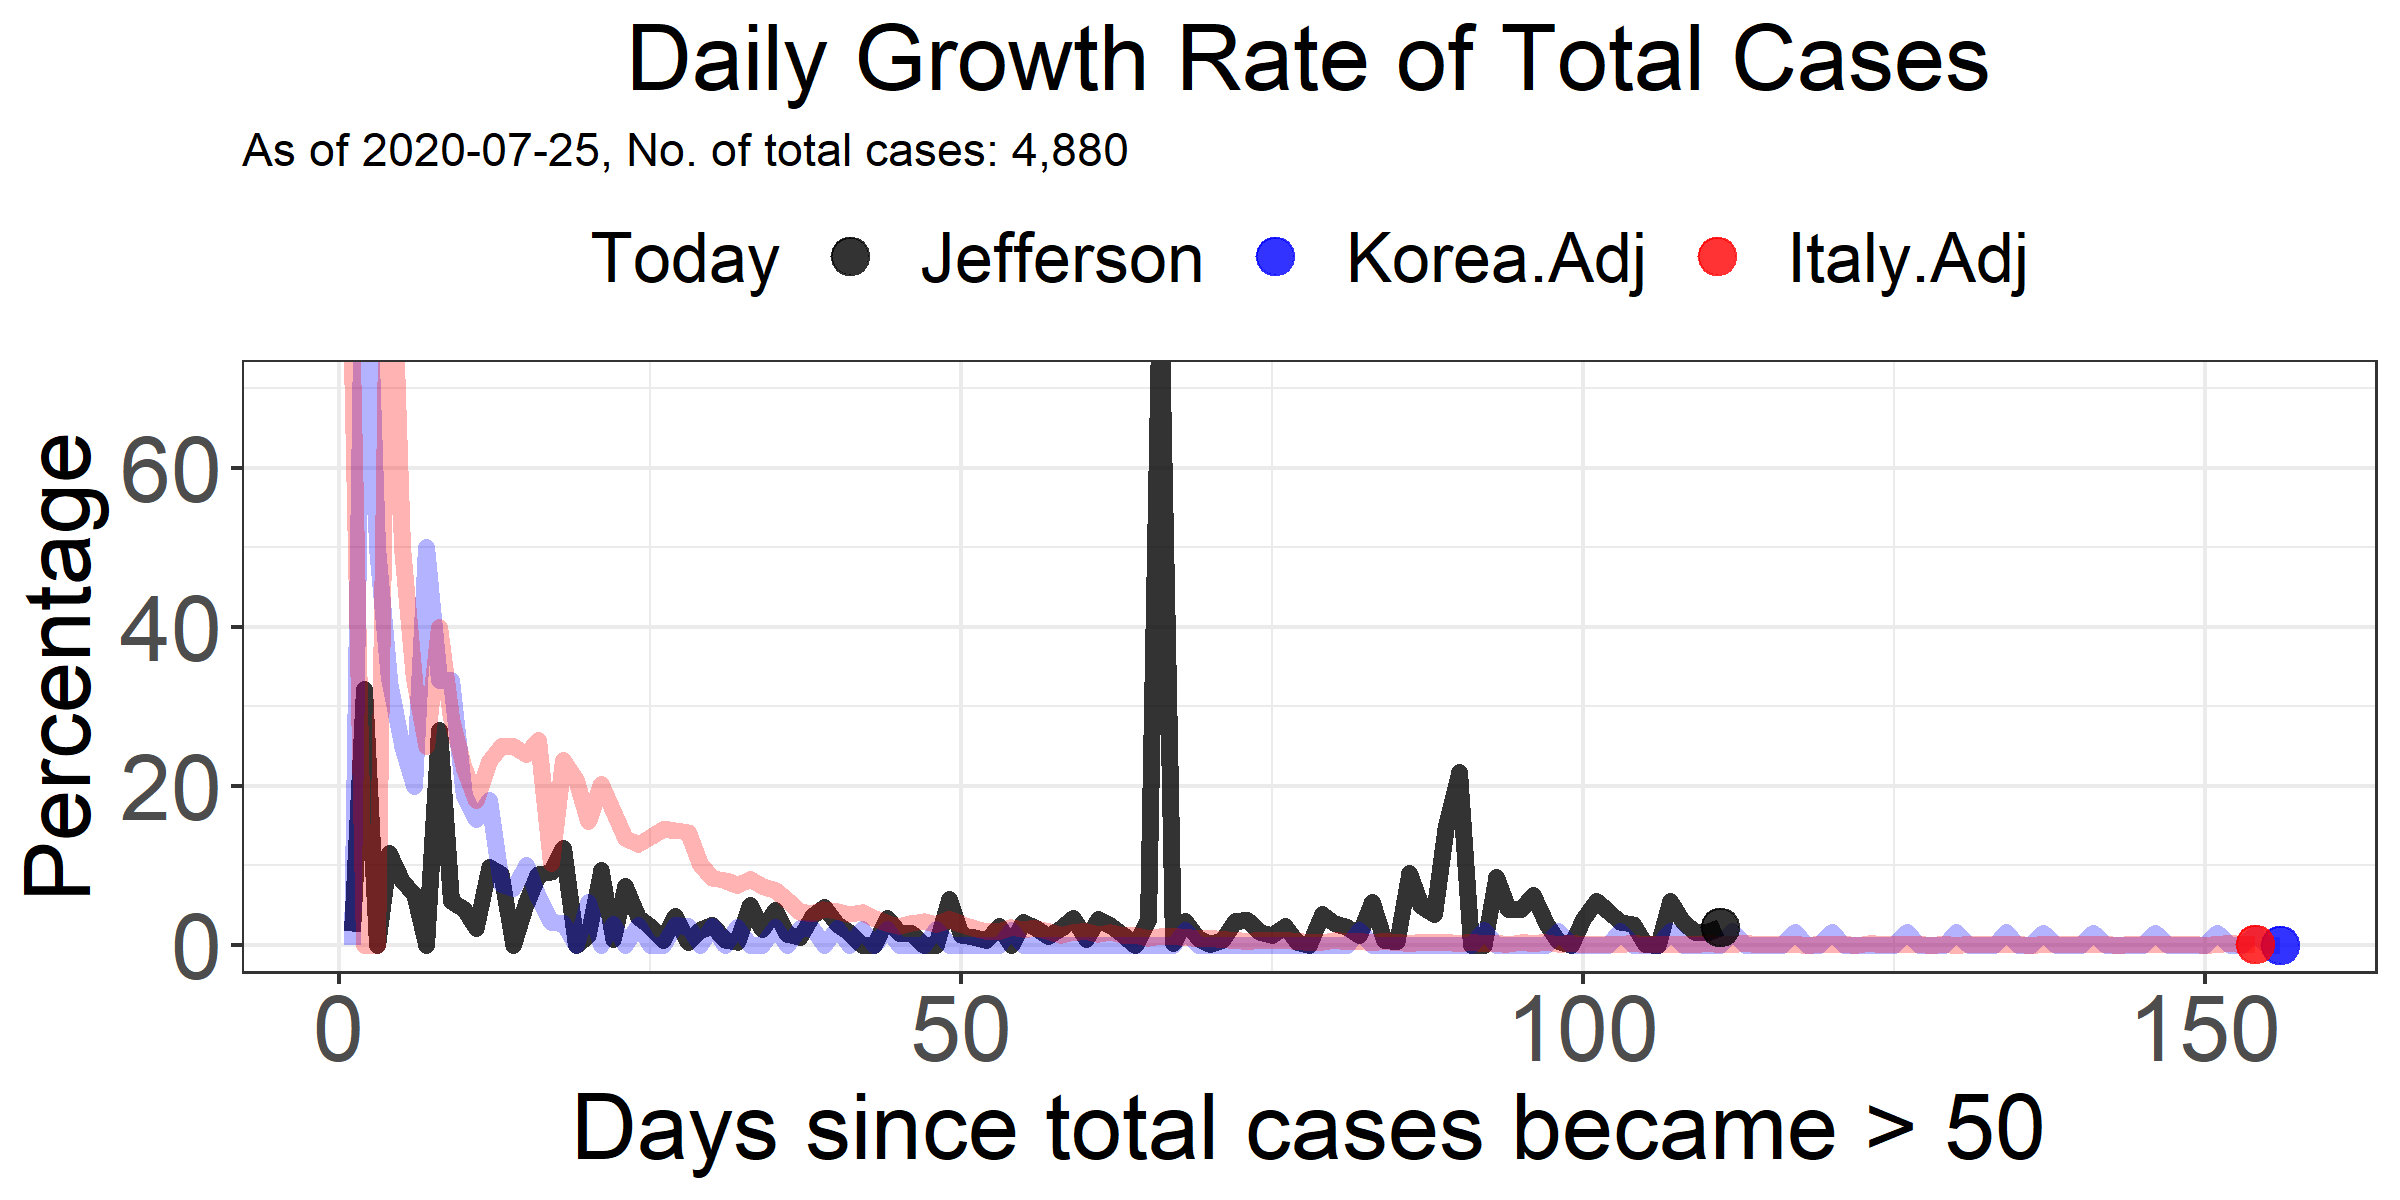 Daily Growth Rate of Total Cases
As of 2020-07-25, No. of total cases: 4,880
Today Jefferson Korea.Adj Italy.Adj
Percentage
60
40
20
0
0 50 100 150
Days since total cases became > 50